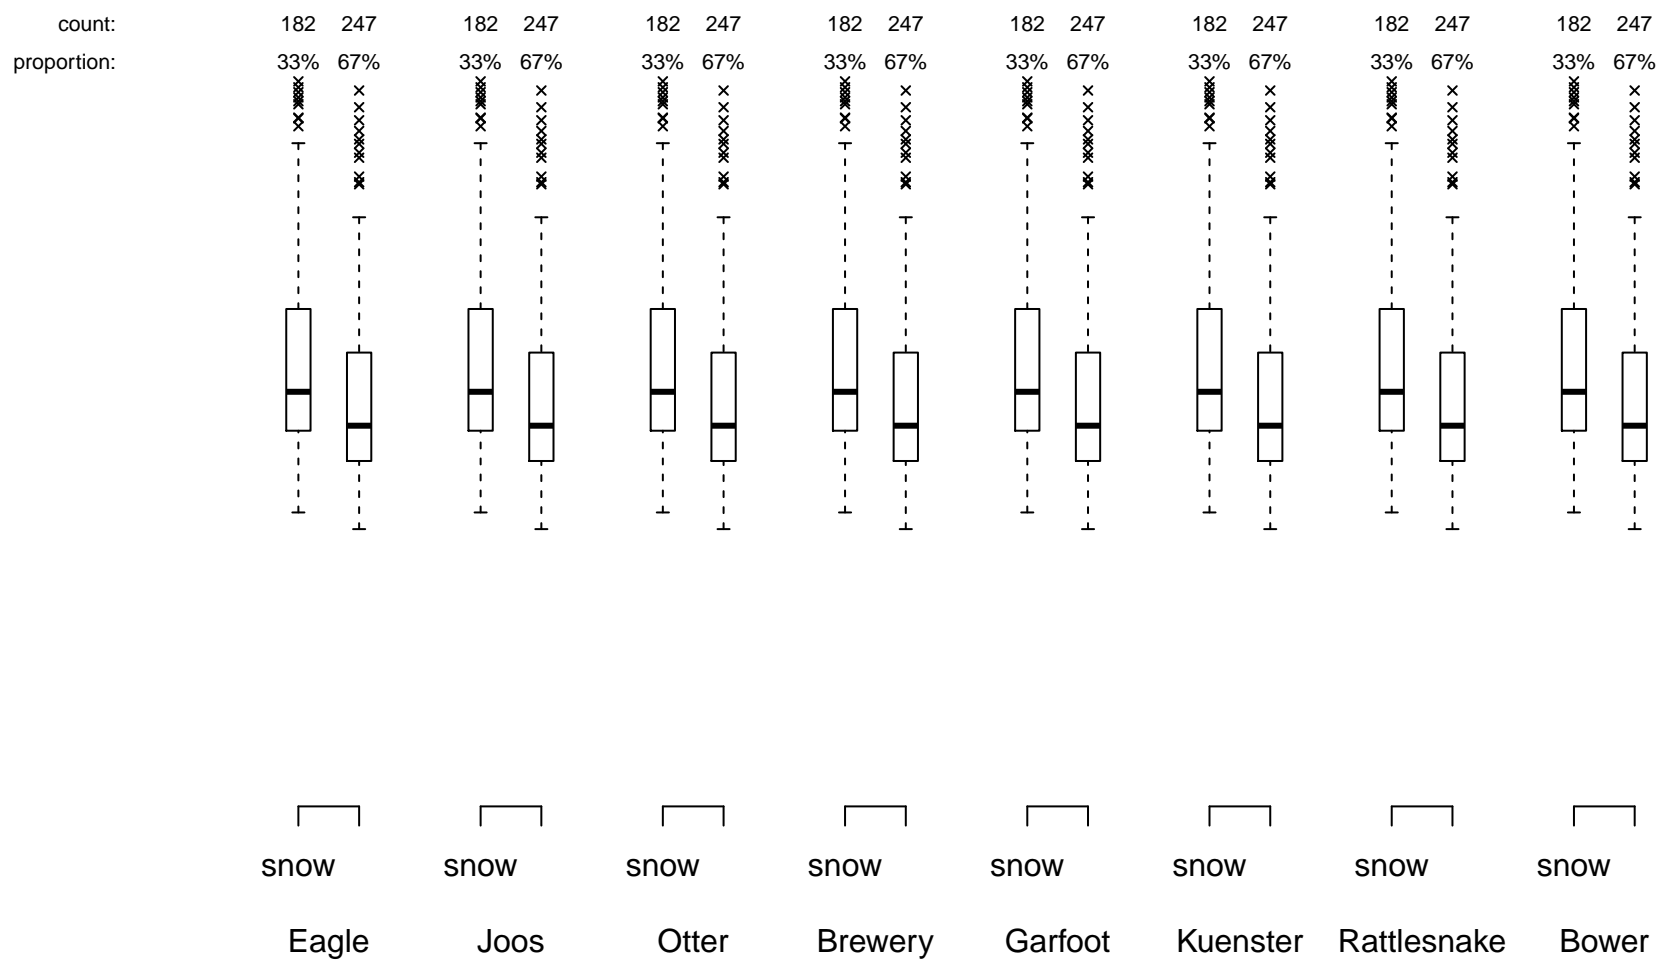 count: 182 247 182 247 182 247 182 247 182 247 182 247 182 247 182 247
proportion: 33% 67% 33% 67% 33% 67% 33% 67% 33% 67% 33% 67% 33% 67% 33% 67%
snow snow snow snow snow snow snow snow
Eagle Joos Otter Brewery Garfoot Kuenster Rattlesnake Bower